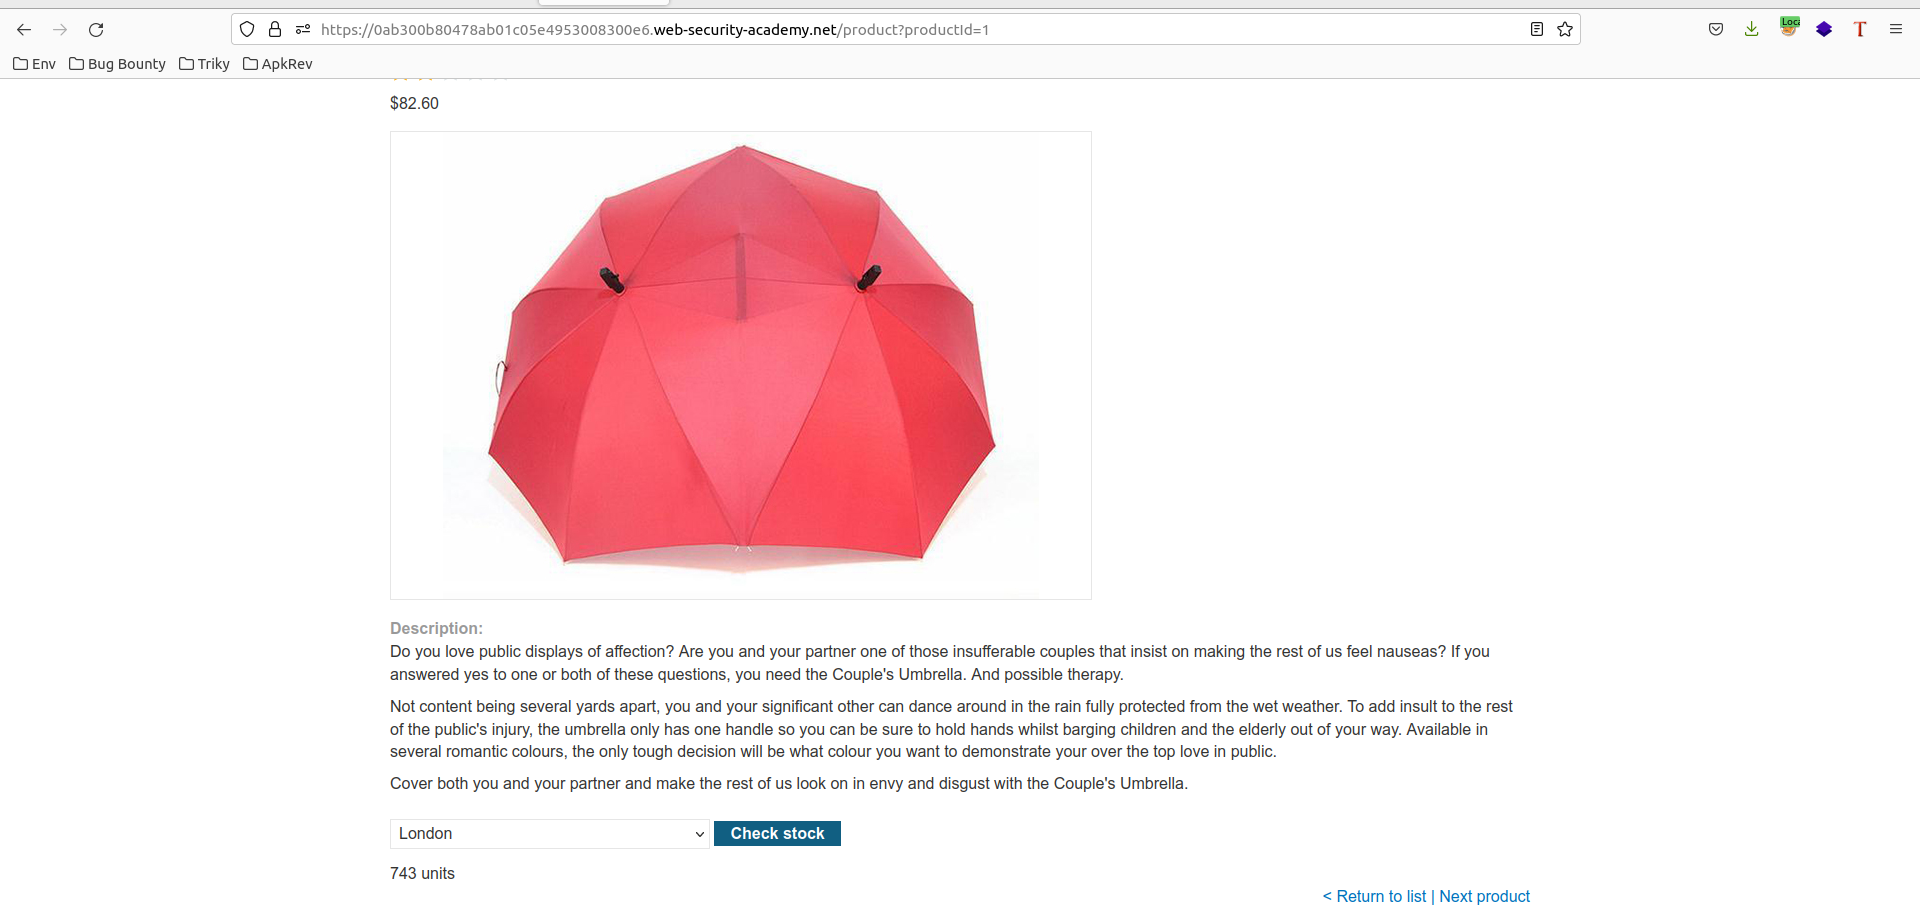 https://0ab300b80478ab01c05e4953008300e6.web-security-academy.net/product?productId=1
Loca
Env Bug Bounty Triky ApkRev
$82.60
Description:
Do you love public displays of affection? Are you and your partner one of those insufferable couples that insist on making the rest of us feel nauseas? If you
answered yes to one or both of these questions, you need the Couple's Umbrella. And possible therapy.
Not content being several yards apart, you and your significant other can dance around in the rain fully protected from the wet weather. To add insult to the rest
of the public's injury, the umbrella only has one handle so you can be sure to hold hands whilst barging children and the elderly out of your way. Available in
several romantic colours, the only tough decision will be what colour you want to demonstrate your over the top love in public.
Cover both you and your partner and make the rest of us look on in envy and disgust with the Couple's Umbrella.
London Check stock
743 units
< Return to list | Next product